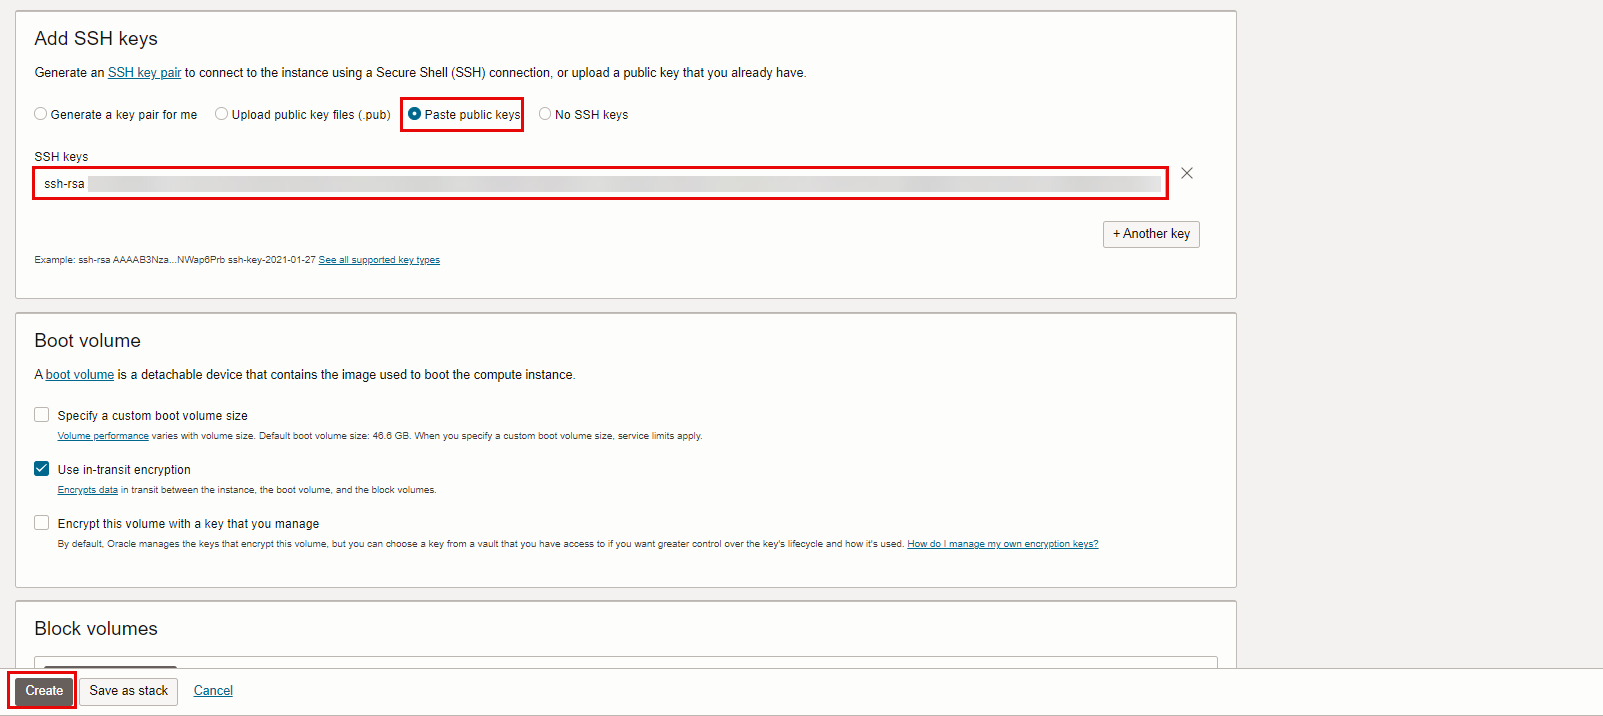 Add SSH keys
Generate an SSH key pair to connect to the instance using a Secure Shell (SSH) connection, or upload a public key that you already have.
Generate a key pair for me Upload public key files (.pub) Paste public keys No SSH keys
SSH keys
ssh-rsa
+ Another key
Example: ssh-rsa AAAAB3Nza...NWap6Prb ssh-key-2021-01-27 See all supported key types
Boot volume
A boot volume is a detachable device that contains the image used to boot the compute instance.
Specify a custom boot volume size
Volume performance varies with volume size. Default boot volume size: 46.6 GB. When you specify a custom boot volume size, service limits apply.
Use in-transit encryption
Encrypts data in transit between the instance, the boot volume, and the block volumes.
Encrypt this volume with a key that you manage
By default, Oracle manages the keys that encrypt this volume, but you can choose a key from a vault that you have access to if you want greater control over the key's lifecycle and how it's used. How do I manage my own encryption keys?
Block volumes
Create Save as stack Cancel